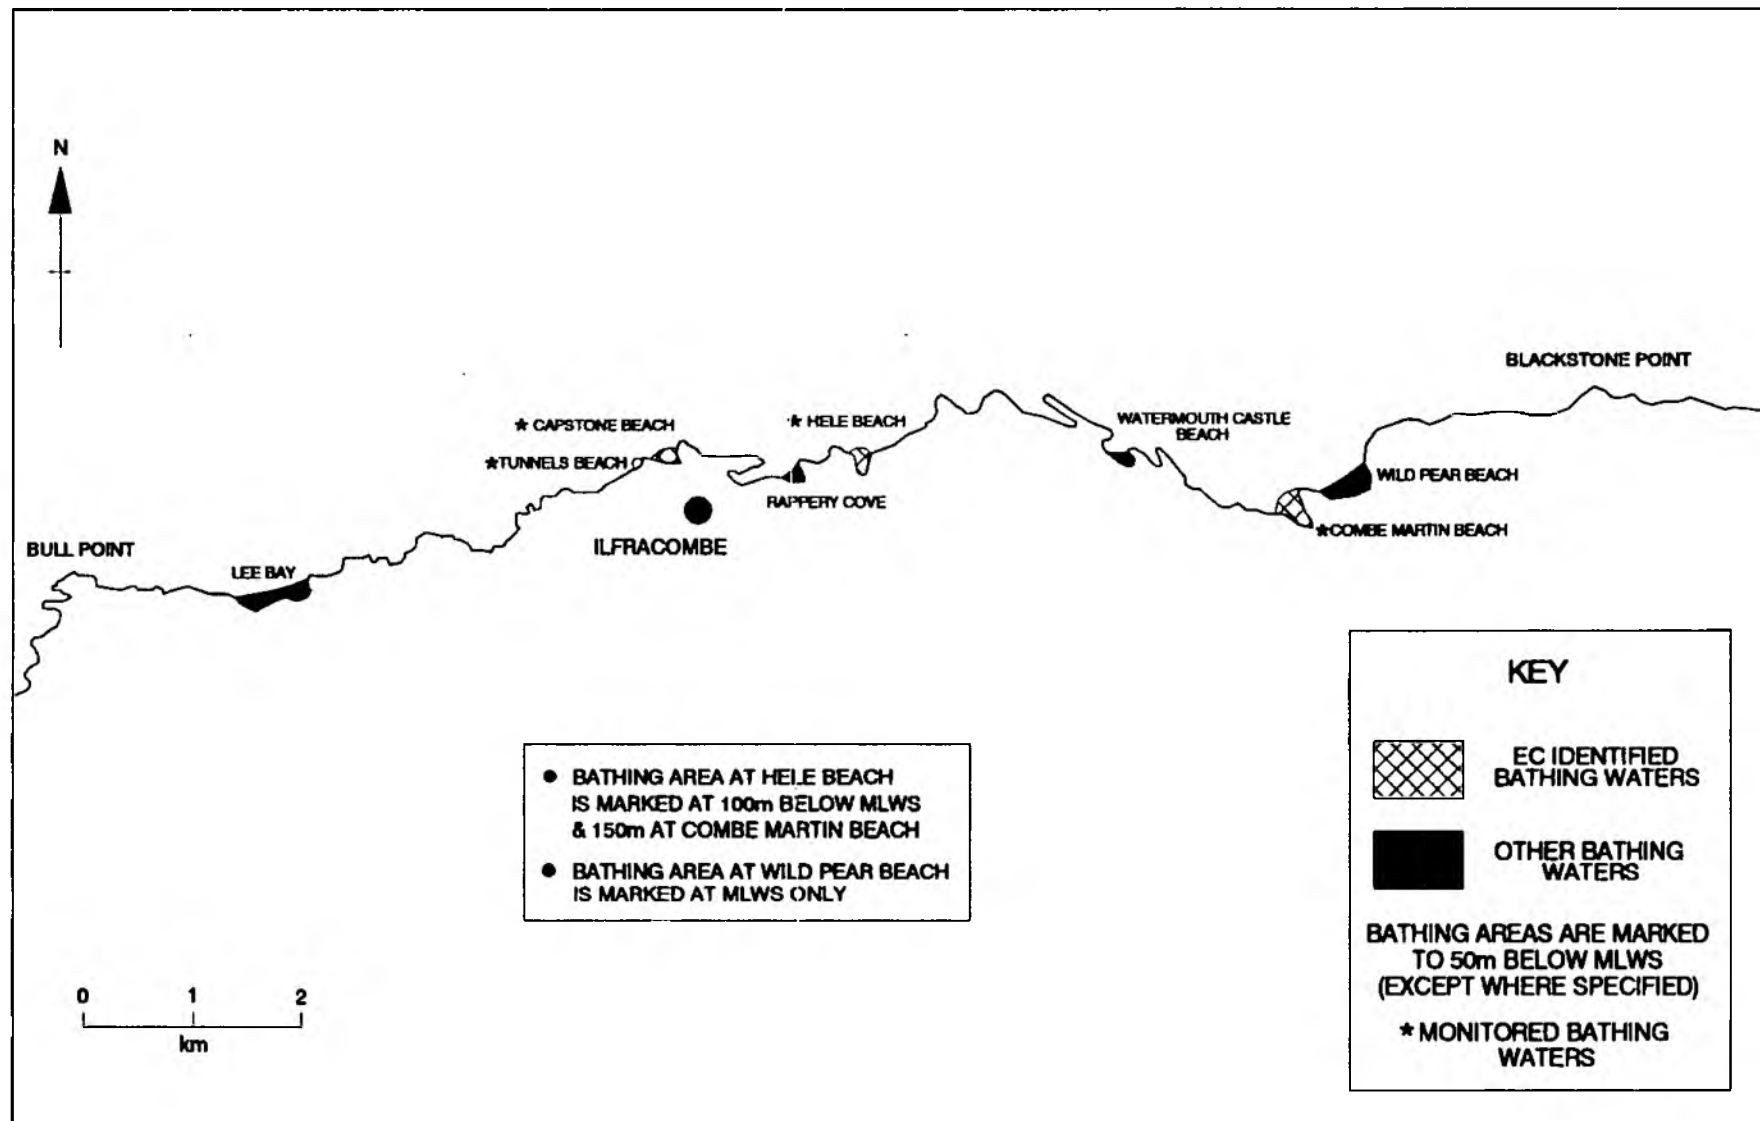 N
BLACKSTONE POINT
* CAPSTONE BEACH
* HELE BEACH
WATERMOUTH CASTLE
BEACH
*TUNNELS BEACH
WILD PEAR BEACH
RAPPERY COVE
*COMBE MARTIN BEACH
ILFRACOMBE
BULL POINT
LEE BAY
KEY
EC IDENTIFIED
BATHING WATERS
OTHER BATHING
WATERS
BATHING AREAS ARE MARKED
TO 50m BELOW MLWS
(EXCEPT WHERE SPECIFIED)
* MONITORED BATHING
WATERS
● BATHING AREA AT HELE BEACH
IS MARKED AT 100m BELOW MLWS
& 150m AT COMBE MARTIN BEACH
● BATHING AREA AT WILD PEAR BEACH
IS MARKED AT MLWS ONLY
0 1 2
km